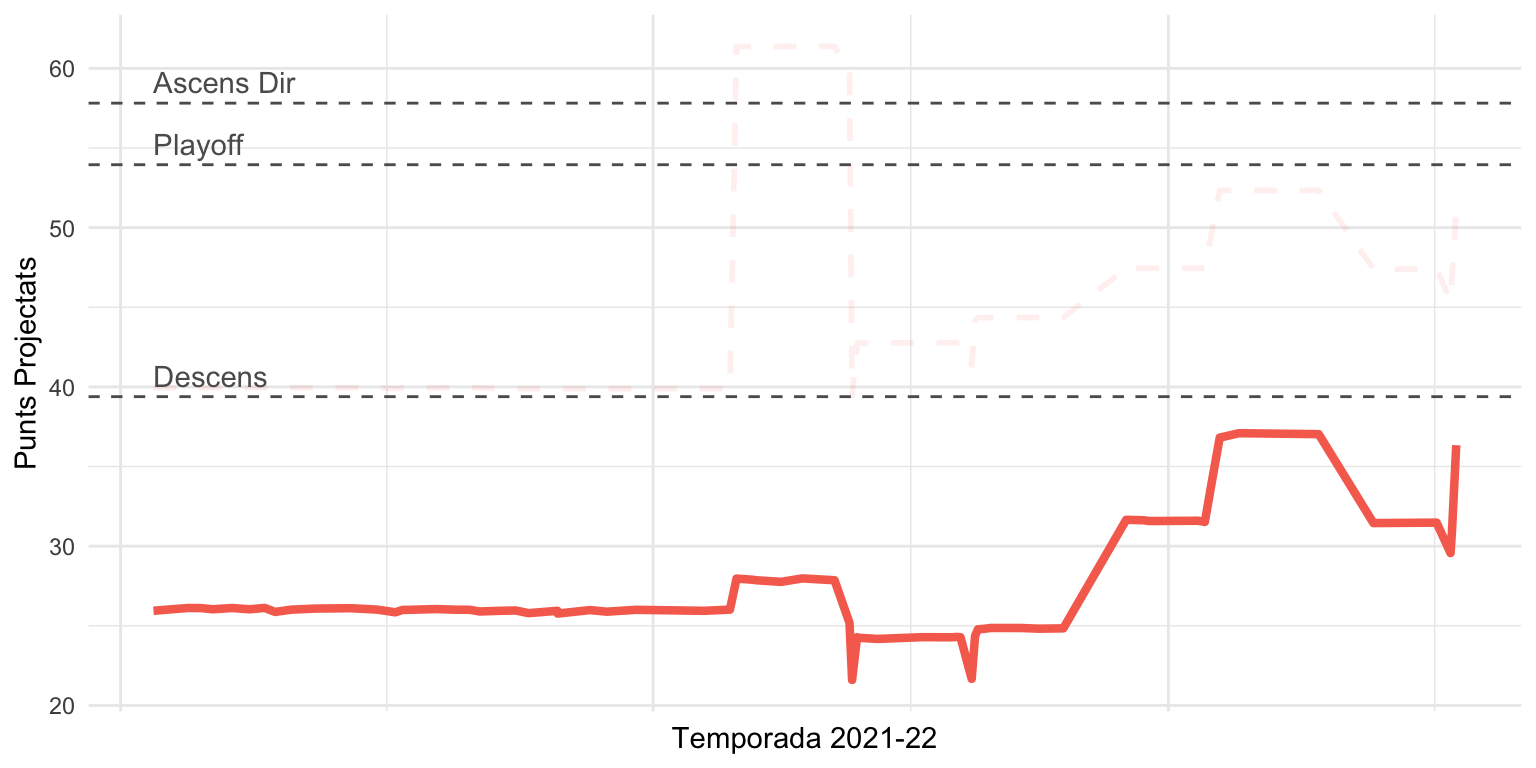 60
Ascens Dir
Playoff
50
40
Descens
30
20
Punts Projectats
Temporada 2021-22